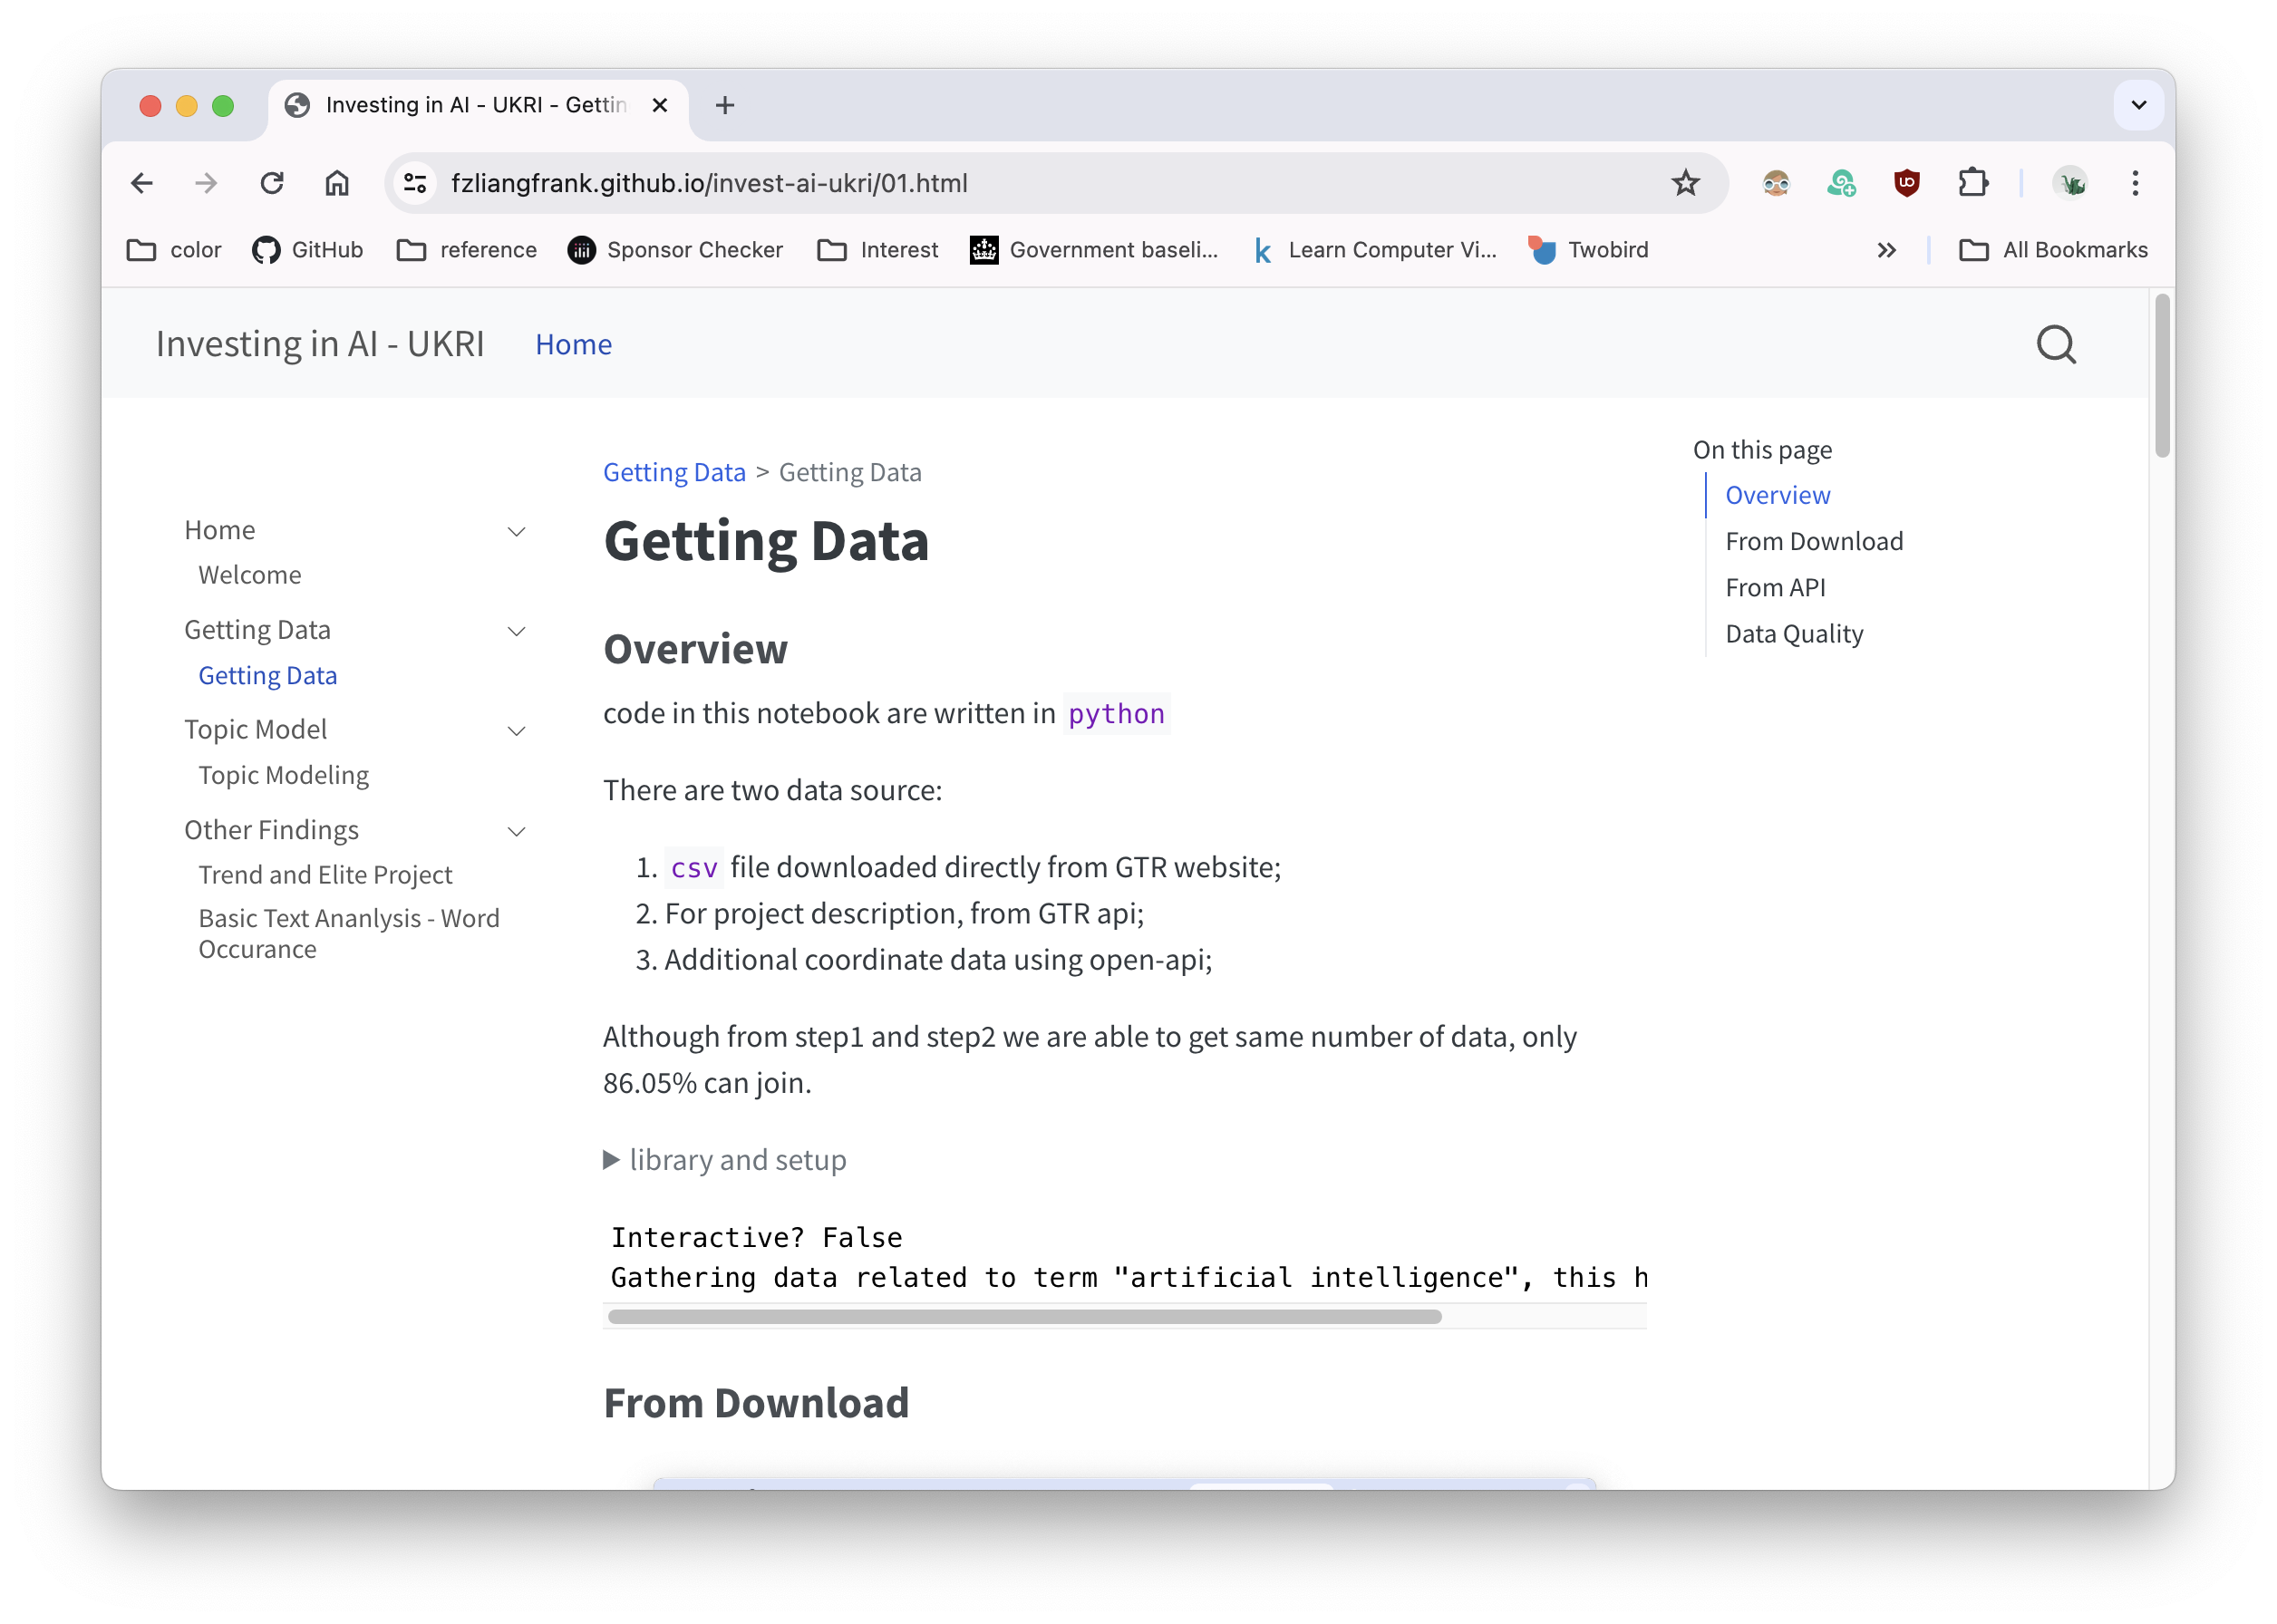 Investing in AI - UKRI - Gettin
fzliangfrank.github.io/invest-ai-ukri/01.html
color
GitHub
reference
Sponsor Checker
Interest
Government baseli...
Learn Computer Vi...
Twobird
All Bookmarks
Investing in AI - UKRI
Home
Home
Welcome
Getting Data
Getting Data
Topic Model
Topic Modeling
Other Findings
Trend and Elite Project
Basic Text Ananlysis - Word
Occurance
Getting Data > Getting Data
Getting Data
Overview
code in this notebook are written in python
There are two data source:
1. csv file downloaded directly from GTR website;
2. For project description, from GTR api;
3. Additional coordinate data using open-api;
Although from step1 and step2 we are able to get same number of data, only
86.05% can join.
library and setup
Interactive? False
Gathering data related to term "artificial intelligence", this h
From Download
On this page
Overview
From Download
From API
Data Quality